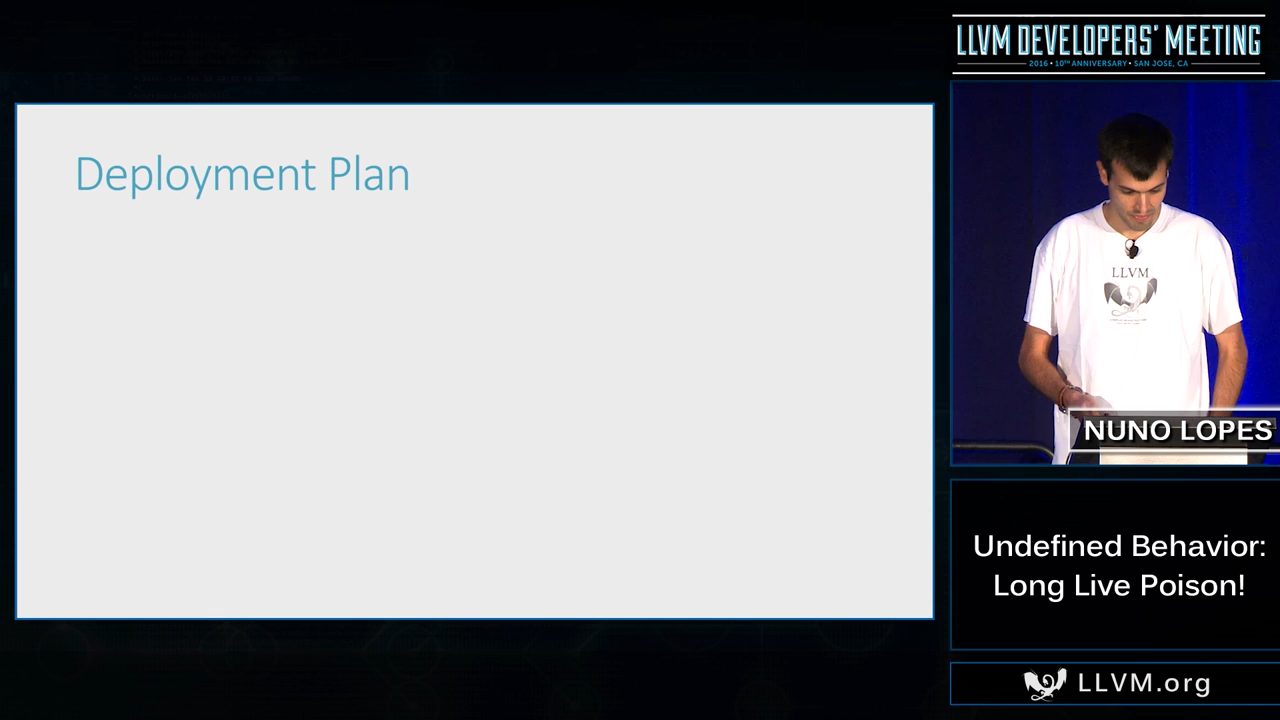 LLVM DEVELOPERS' MEETING
2016 • 10TH ANNIVERSARY • SAN JOSE, CA
Deployment Plan
LLVM
NUNO LOPES
Undefined Behavior:
Long Live Poison!
LLVM.org